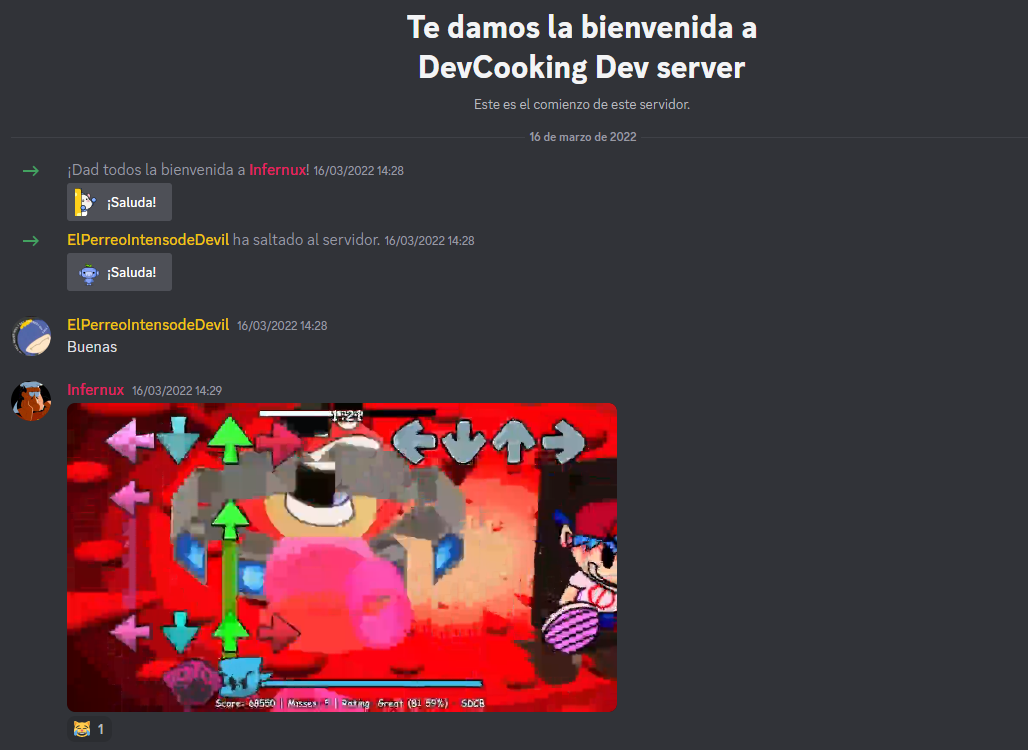 Te damos la bienvenida a
DevCooking Dev server
Este es el comienzo de este servidor.
16 de marzo de 2022
¡Dad todos la bienvenida a Infernux! 16/03/2022 14:28
¡Saluda!
ElPerreoIntensodeDevil ha saltado al servidor. 16/03/2022 14:28
¡Saluda!
ElPerreoIntensodeDevil 16/03/2022 14:28
Buenas
Infernux 16/03/2022 14:29
1:21
Score: 68550 | Misses: 9 | Rating: Great (81.59%) SDCB
1